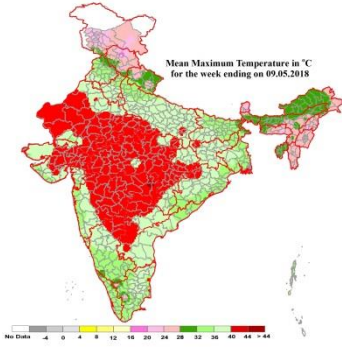 Mean Maximum Temperature in °C
for the week ending on 09.05.2018
No Data -4 0 4 8 12 16 20 24 28 32 36 40 44 > 44